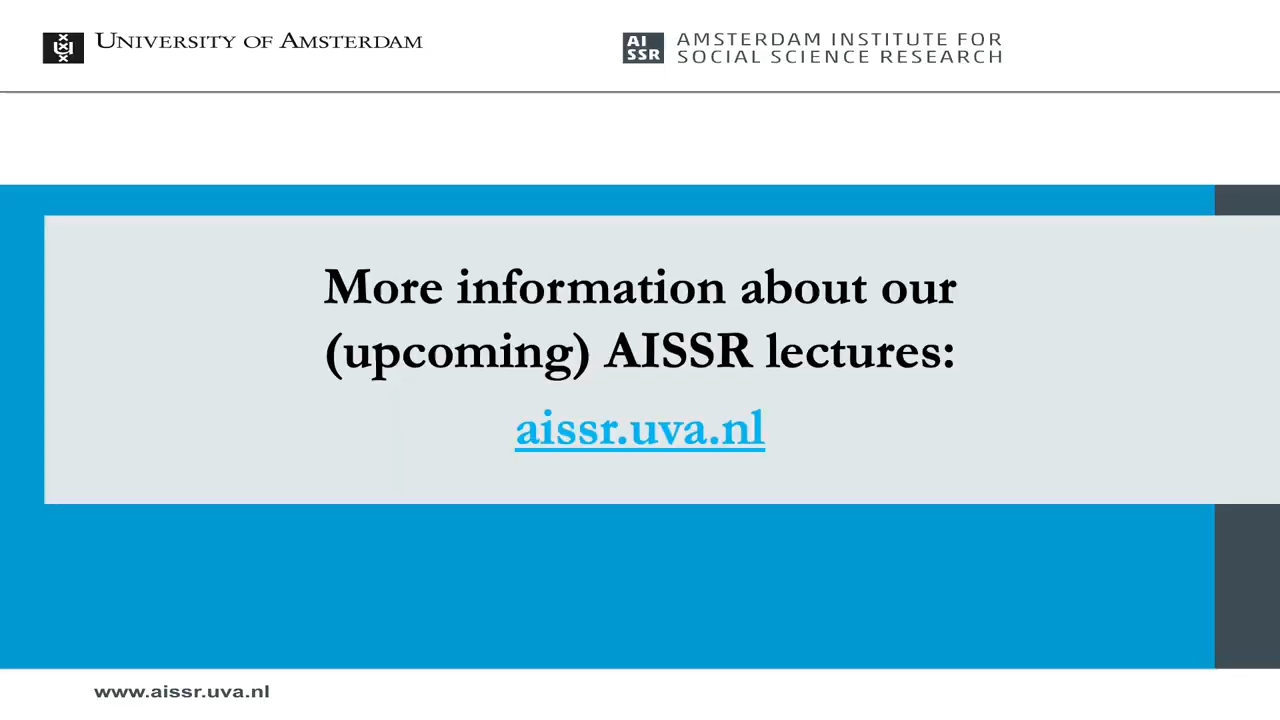 UNIVERSITY OF AMSTERDAM
AI
SSR
AMSTERDAM INSTITUTE FOR
SOCIAL SCIENCE RESEARCH
More information about our
(upcoming) AISSR lectures:
aissr.uva.nl
www.aissr.uva.nl